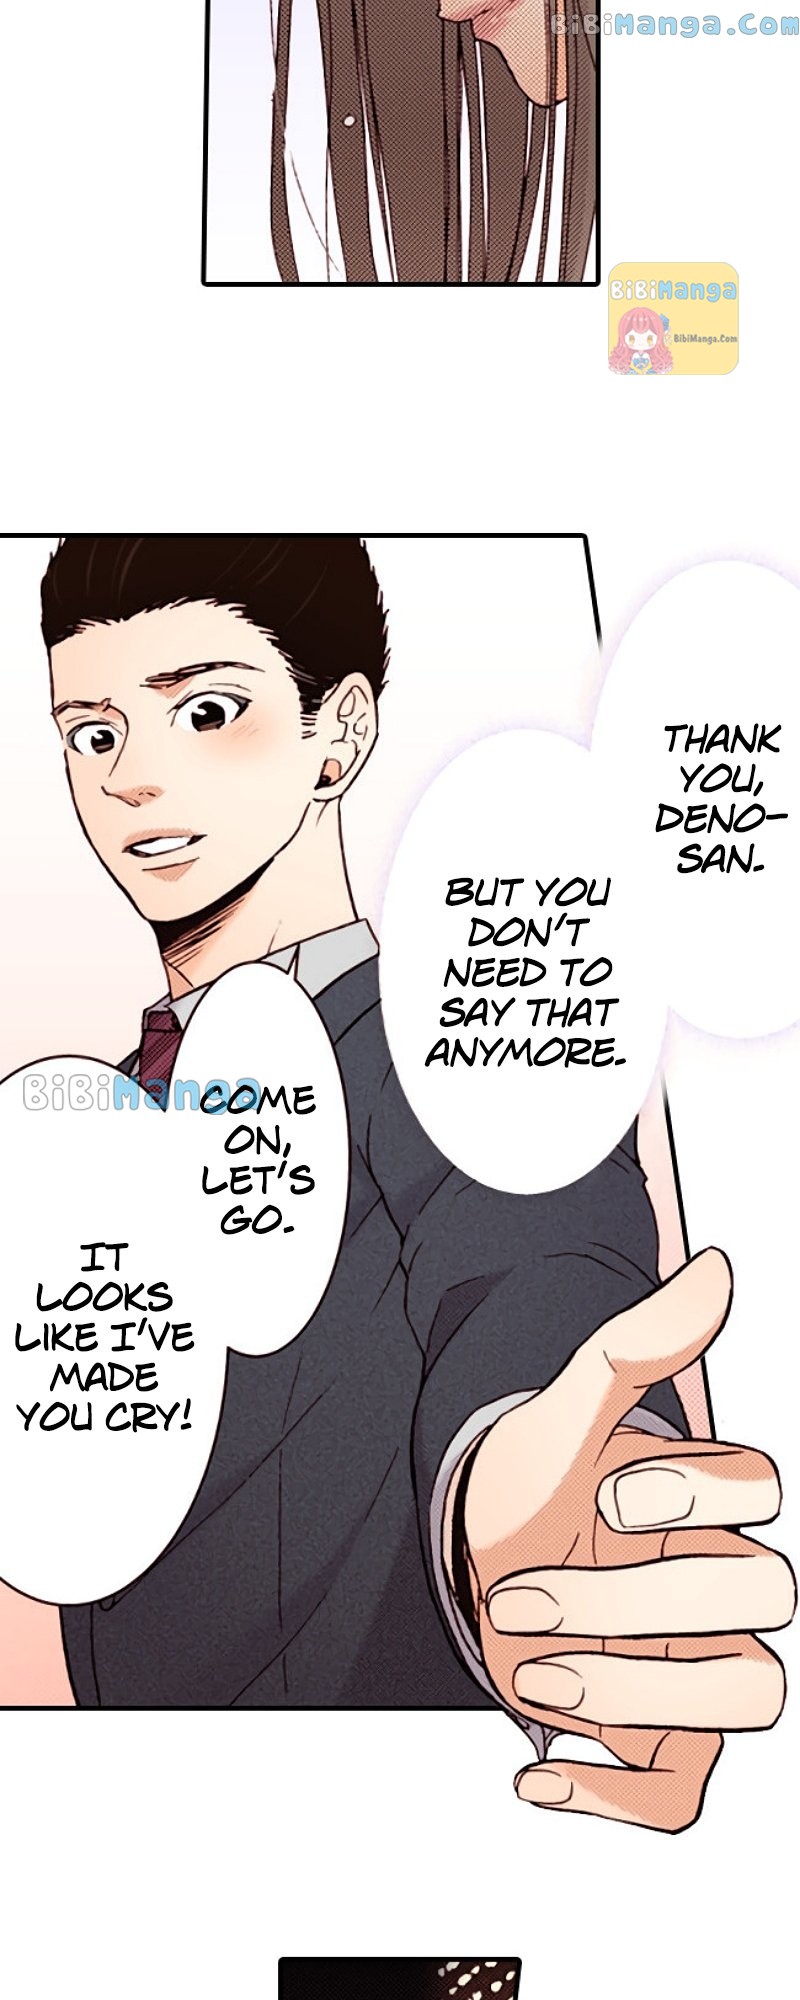 BiBiManga.Com
BiBiManga
BibiManga.Com
THANK
YOU,
DENO-
SAN.
BUT YOU
DON'T
NEED TO
SAY THAT
ANYMORE.
BiBiManga
COME
ON,
LET'S
GO.
IT
LOOKS
LIKE I'VE
MADE
YOU CRY!